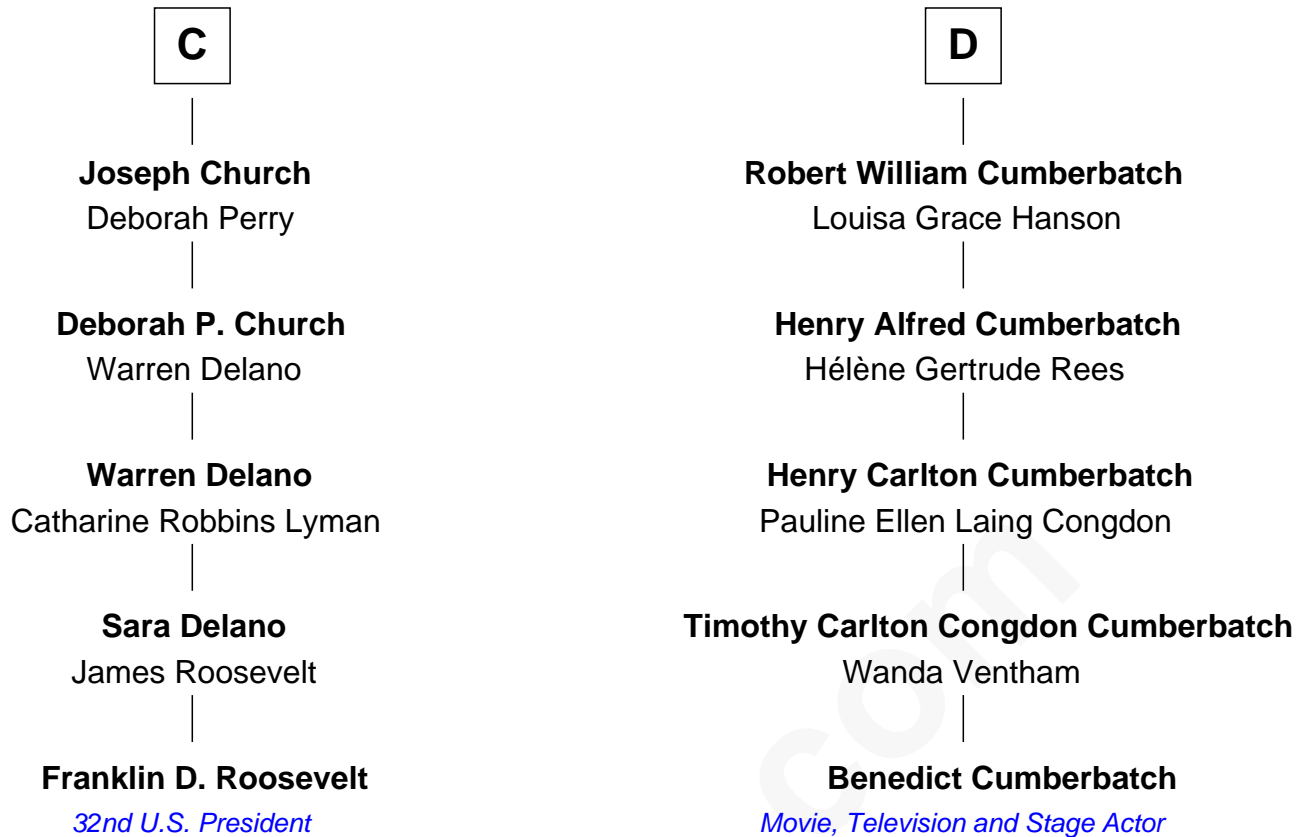 C
Joseph Church
Deborah Perry
Deborah P. Church
Warren Delano
Warren Delano
Catharine Robbins Lyman
Sara Delano
James Roosevelt
Franklin D. Roosevelt
32nd U.S. President
D
Robert William Cumberbatch
Louisa Grace Hanson
Henry Alfred Cumberbatch
Hélène Gertrude Rees
Henry Carlton Cumberbatch
Pauline Ellen Laing Congdon
Timothy Carlton Congdon Cumberbatch
Wanda Ventham
Benedict Cumberbatch
Movie, Television and Stage Actor
com